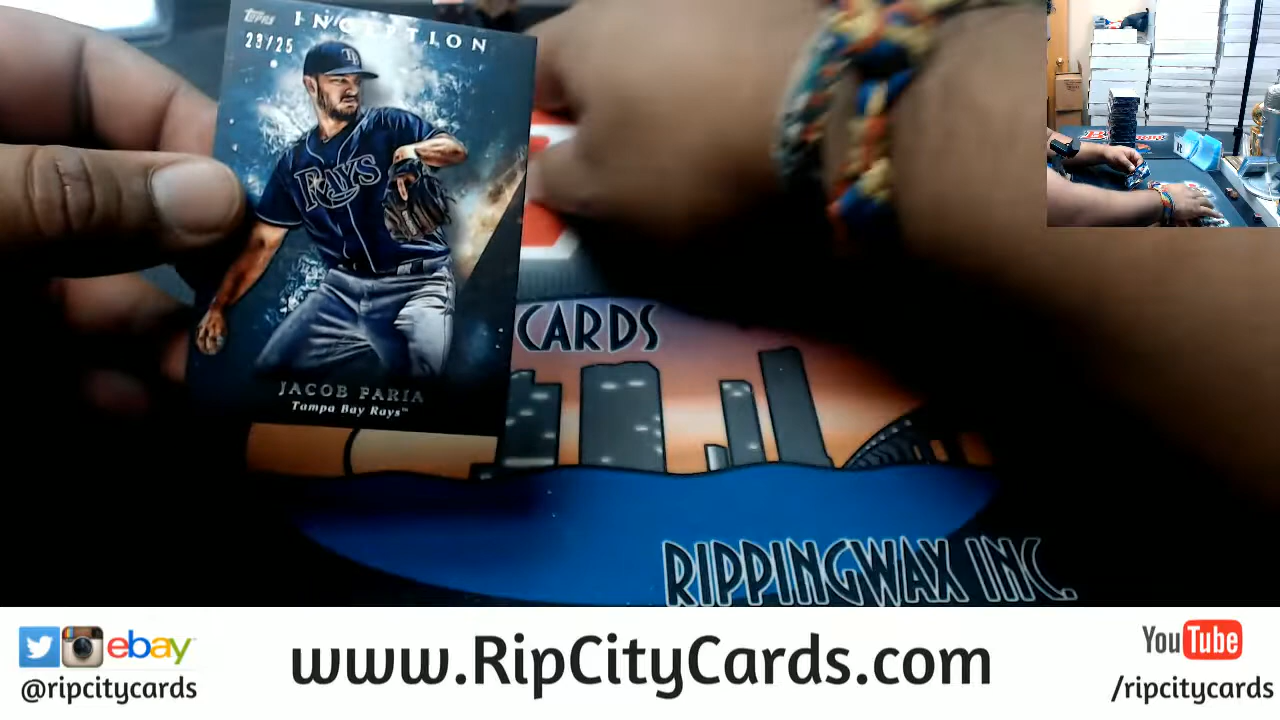 Topps
INCEPTION
23/25
RAYS
JACOB FARIA
Tampa Bay Rays™
CARDS
RIPPINGWAX INC.
ebay
@ripcitycards
www.RipCityCards.com
YouTube
/ripcitycards